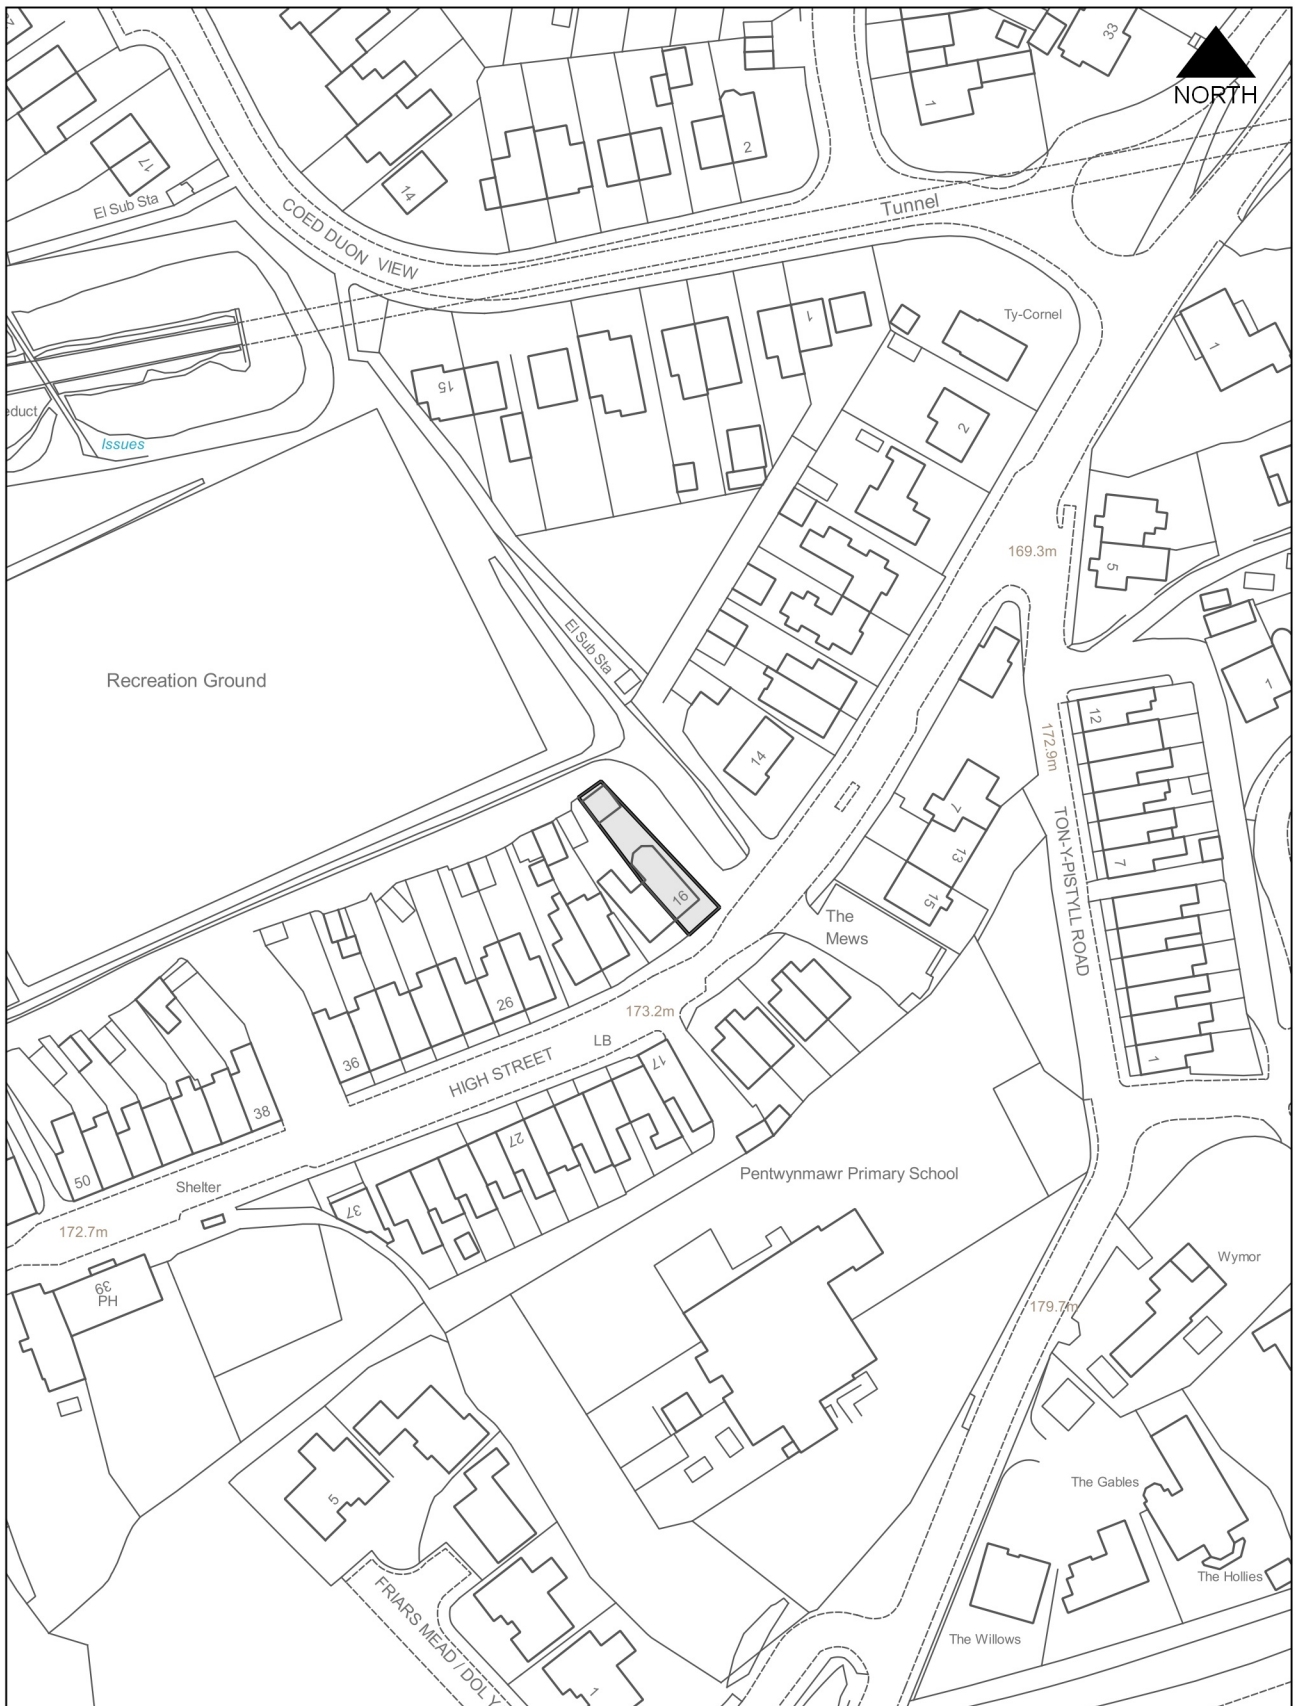 33
NORTH
1
2
17
14
El Sub Sta
COED DUON VIEW
Tunnel
Ty-Cornel
1
1
15
2
educt
Issues
169.3m
5
El Sub Sta
Recreation Ground
1
12
172.9m
14
7
TON-Y-PISTYLL ROAD
13
7
16
15
The
Mews
26
173.2m
LB
36
HIGH STREET
17
1
38
27
50
Shelter
Pentwynmawr Primary School
37
172.7m
Wymor
39
PH
179.7m
The Gables
5
The Hollies
FRIARS MEAD / DOL Y
The Willows
1